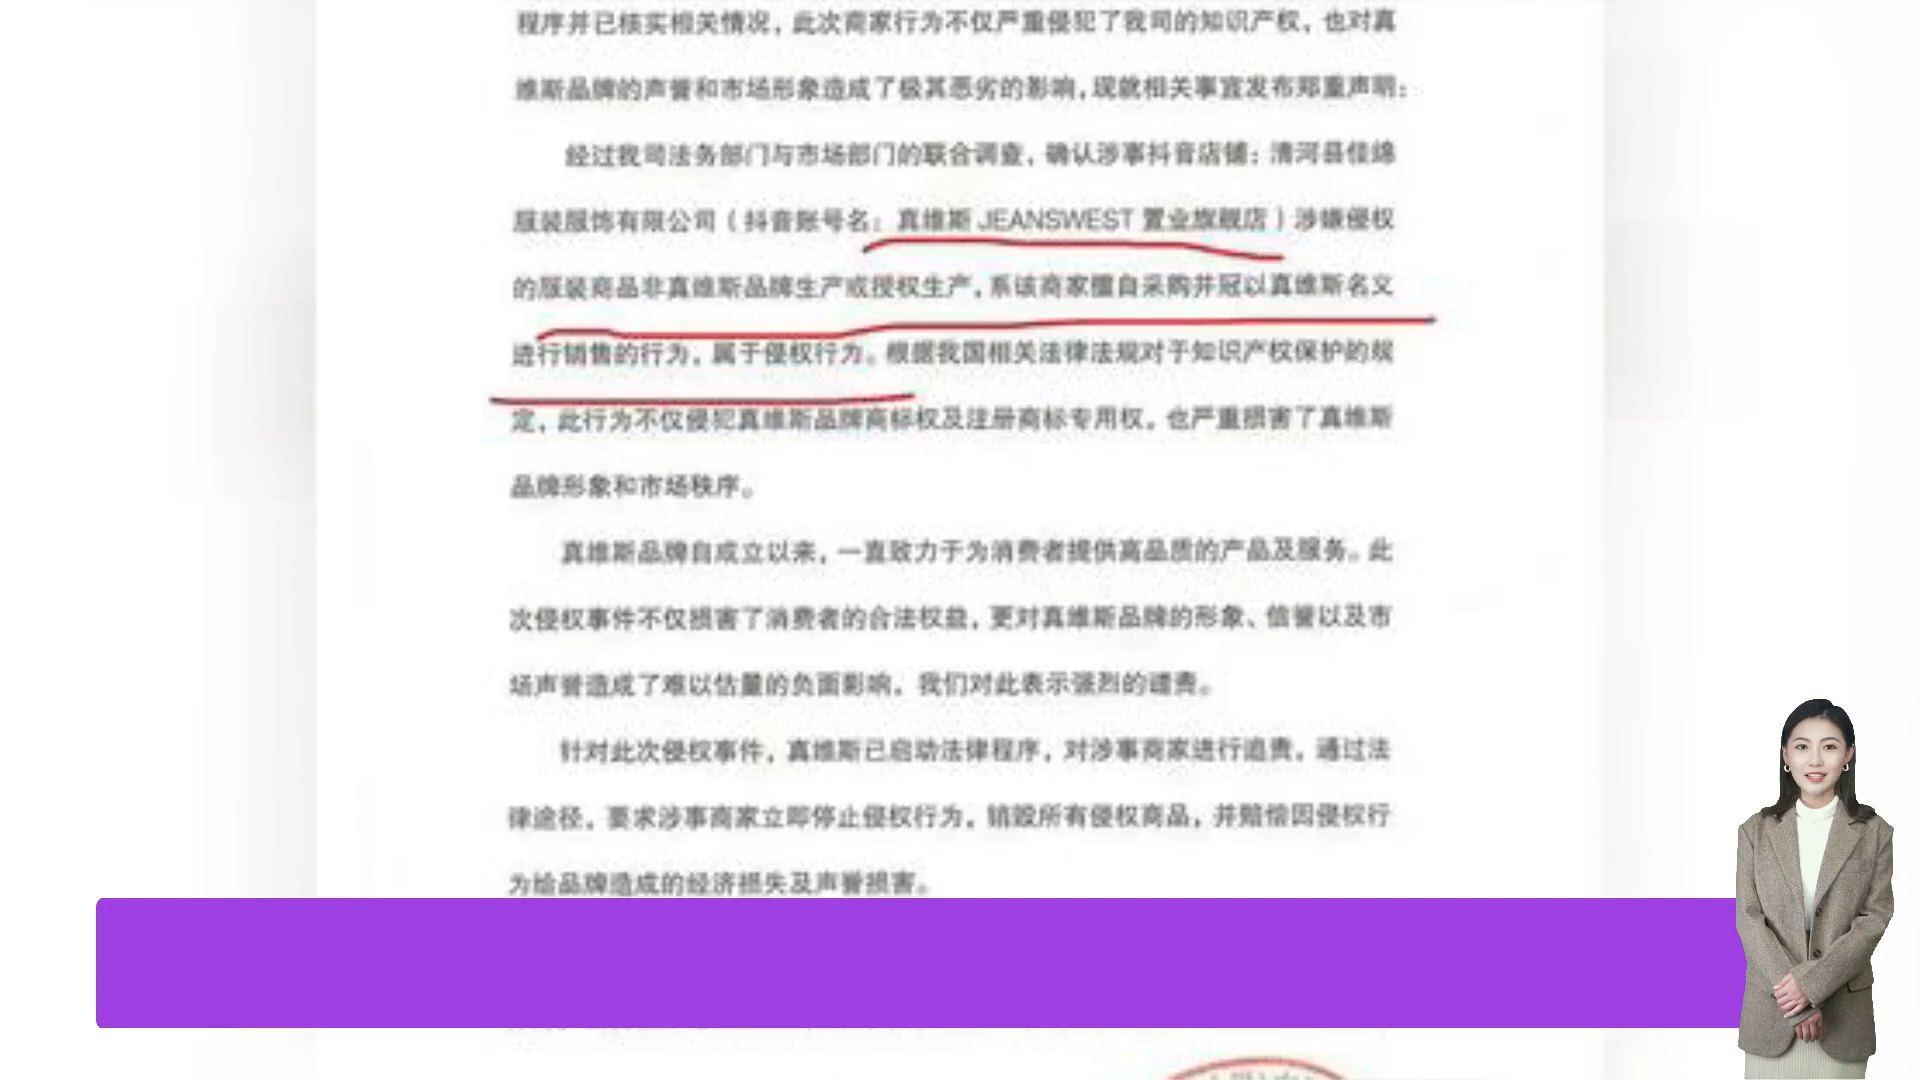 程序并已核实相关情况，此次商家行为不仅严重侵犯了我司的知识产权，也对真
维斯品牌的声誉和市场形象造成了极其恶劣的影响，现就相关事宜发布郑重声明：
经过我司法务部门与市场部门的联合调查，确认涉事抖音店铺：清河县佳绵
服装服饰有限公司（抖音账号名：真维斯 JEANSWEST 置业旗舰店）涉嫌侵权
的服装商品非真维斯品牌生产或授权生产，系该商家擅自采购并冠以真维斯名义
进行销售的行为，属于侵权行为。根据我国相关法律法规对于知识产权保护的规
定，此行为不仅侵犯真维斯品牌商标权及注册商标专用权，也严重损害了真维斯
品牌形象和市场秩序。
真维斯品牌自成立以来，一直致力于为消费者提供高品质的产品及服务。此
次侵权事件不仅损害了消费者的合法权益，更对真维斯品牌的形象、信誉以及市
场声誉造成了难以估量的负面影响，我们对此表示强烈的谴责。
针对此次侵权事件，真维斯已启动法律程序，对涉事商家进行追责，通过法
律途径，要求涉事商家立即停止侵权行为，销毁所有侵权商品，并赔偿因侵权行
为给品牌造成的经济损失及声誉损害。